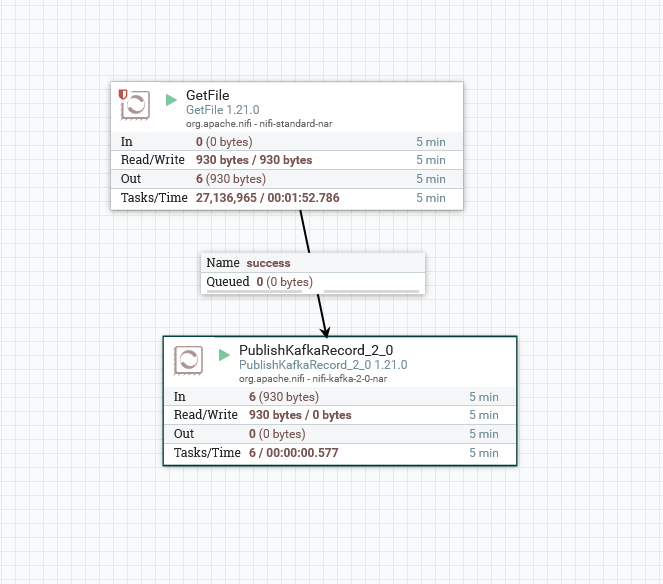 GetFile
GetFile 1.21.0
org.apache.nifi - nifi-standard-nar
In 0 (0 bytes) 5 min
Read/Write 930 bytes / 930 bytes 5 min
Out 6 (930 bytes) 5 min
Tasks/Time 27,136,965 / 00:01:52.786 5 min
Name success
Queued 0 (0 bytes)
PublishKafkaRecord_2_0
PublishKafkaRecord_2_0 1.21.0
org.apache.nifi - nifi-kafka-2-0-nar
In 6 (930 bytes) 5 min
Read/Write 930 bytes / 0 bytes 5 min
Out 0 (0 bytes) 5 min
Tasks/Time 6 / 00:00:00.577 5 min